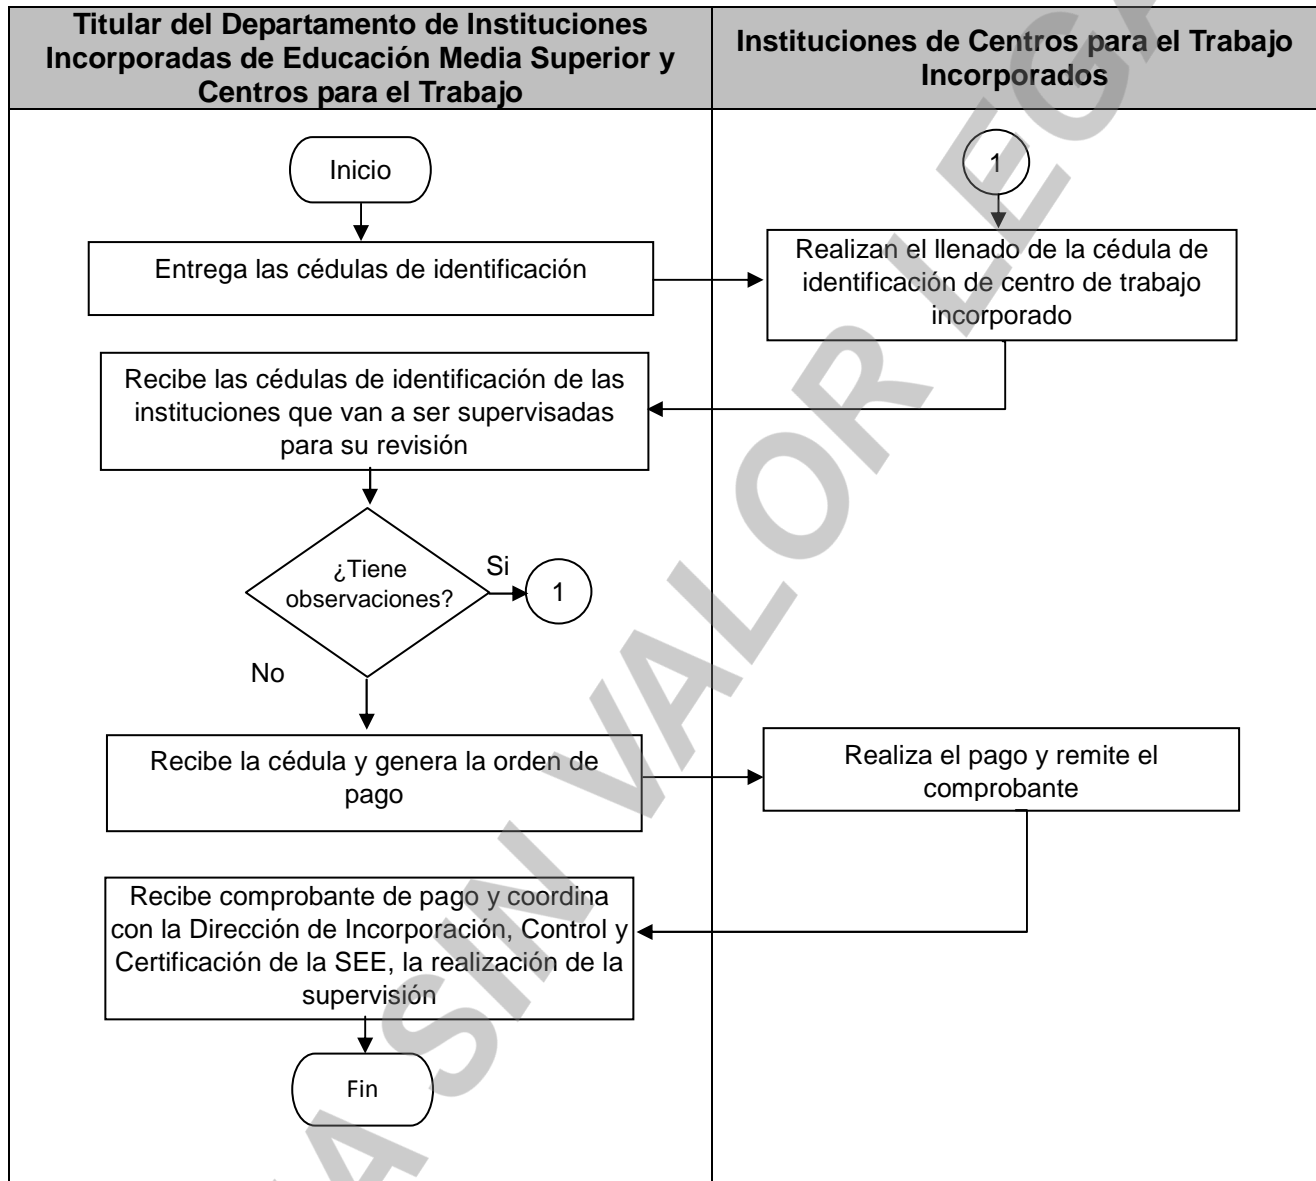 Titular del Departamento de Instituciones
Incorporadas de Educación Media Superior y
Centros para el Trabajo
Instituciones de Centros para el Trabajo
Incorporados
Inicio
1
Entrega las cédulas de identificación
Realizan el llenado de la cédula de
identificación de centro de trabajo
incorporado
Recibe las cédulas de identificación de las
instituciones que van a ser supervisadas
para su revisión
¿Tiene
observaciones?
Si
1
No
Recibe la cédula y genera la orden de
pago
Realiza el pago y remite el
comprobante
Recibe comprobante de pago y coordina
con la Dirección de Incorporación, Control y
Certificación de la SEE, la realización de la
supervisión
Fin
A SIN VALOR LEGA